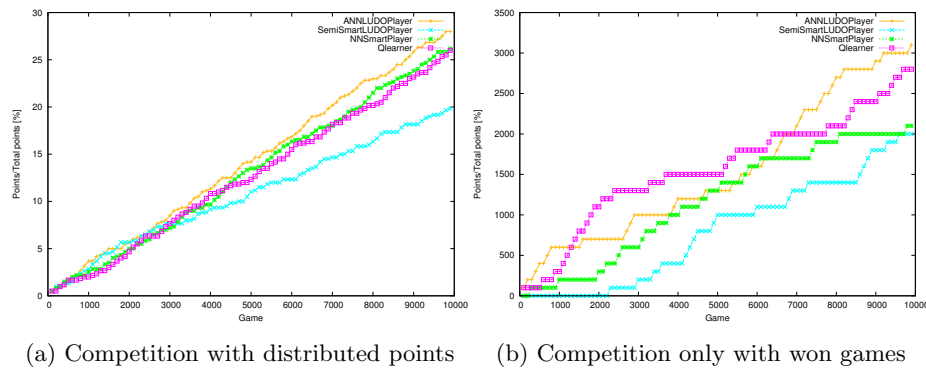 ANNLUDOPlayer
SemiSmartLUDOPlayer
NNSmartPlayer
Qlearner
30
25
20
15
10
5
0
Points/Total points [%]
0 1000 2000 3000 4000 5000 6000 7000 8000 9000 10000
Game
(a) Competition with distributed points
ANNLUDOPlayer
SemiSmartLUDOPlayer
NNSmartPlayer
Qlearner
3500
3000
2500
2000
1500
1000
500
0
Points/Total points [%]
0 1000 2000 3000 4000 5000 6000 7000 8000 9000 10000
Game
(b) Competition only with won games